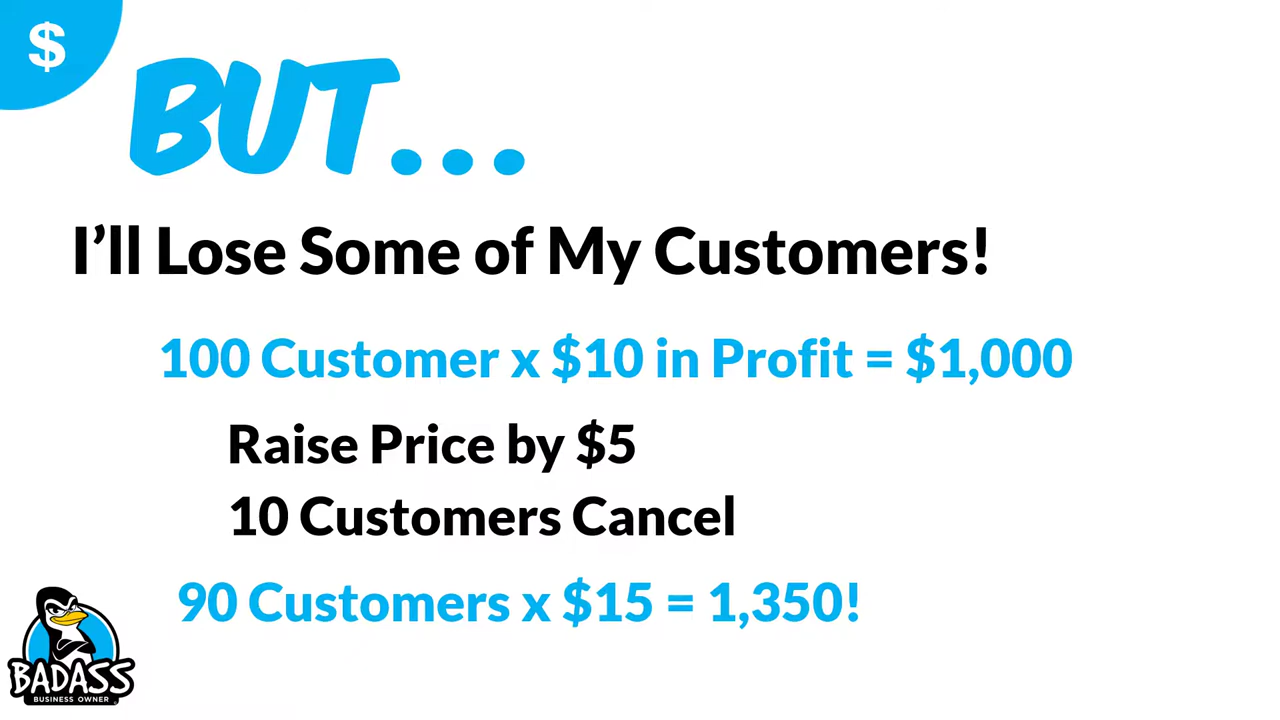 $
BUT...
I’ll Lose Some of My Customers!
100 Customer x $10 in Profit = $1,000
Raise Price by $5
10 Customers Cancel
90 Customers x $15 = 1,350!
BADASS
BUSINESS OWNER